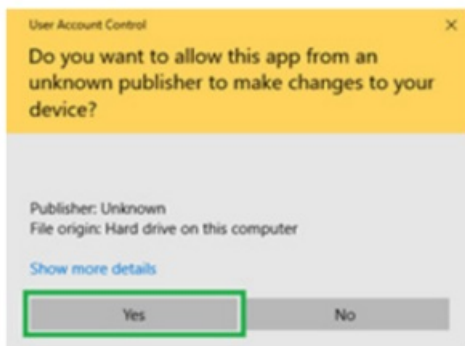 User Account Control
Do you want to allow this app from an
unknown publisher to make changes to your
device?
Publisher: Unknown
File origin: Hard drive on this computer
Show more details
Yes
No